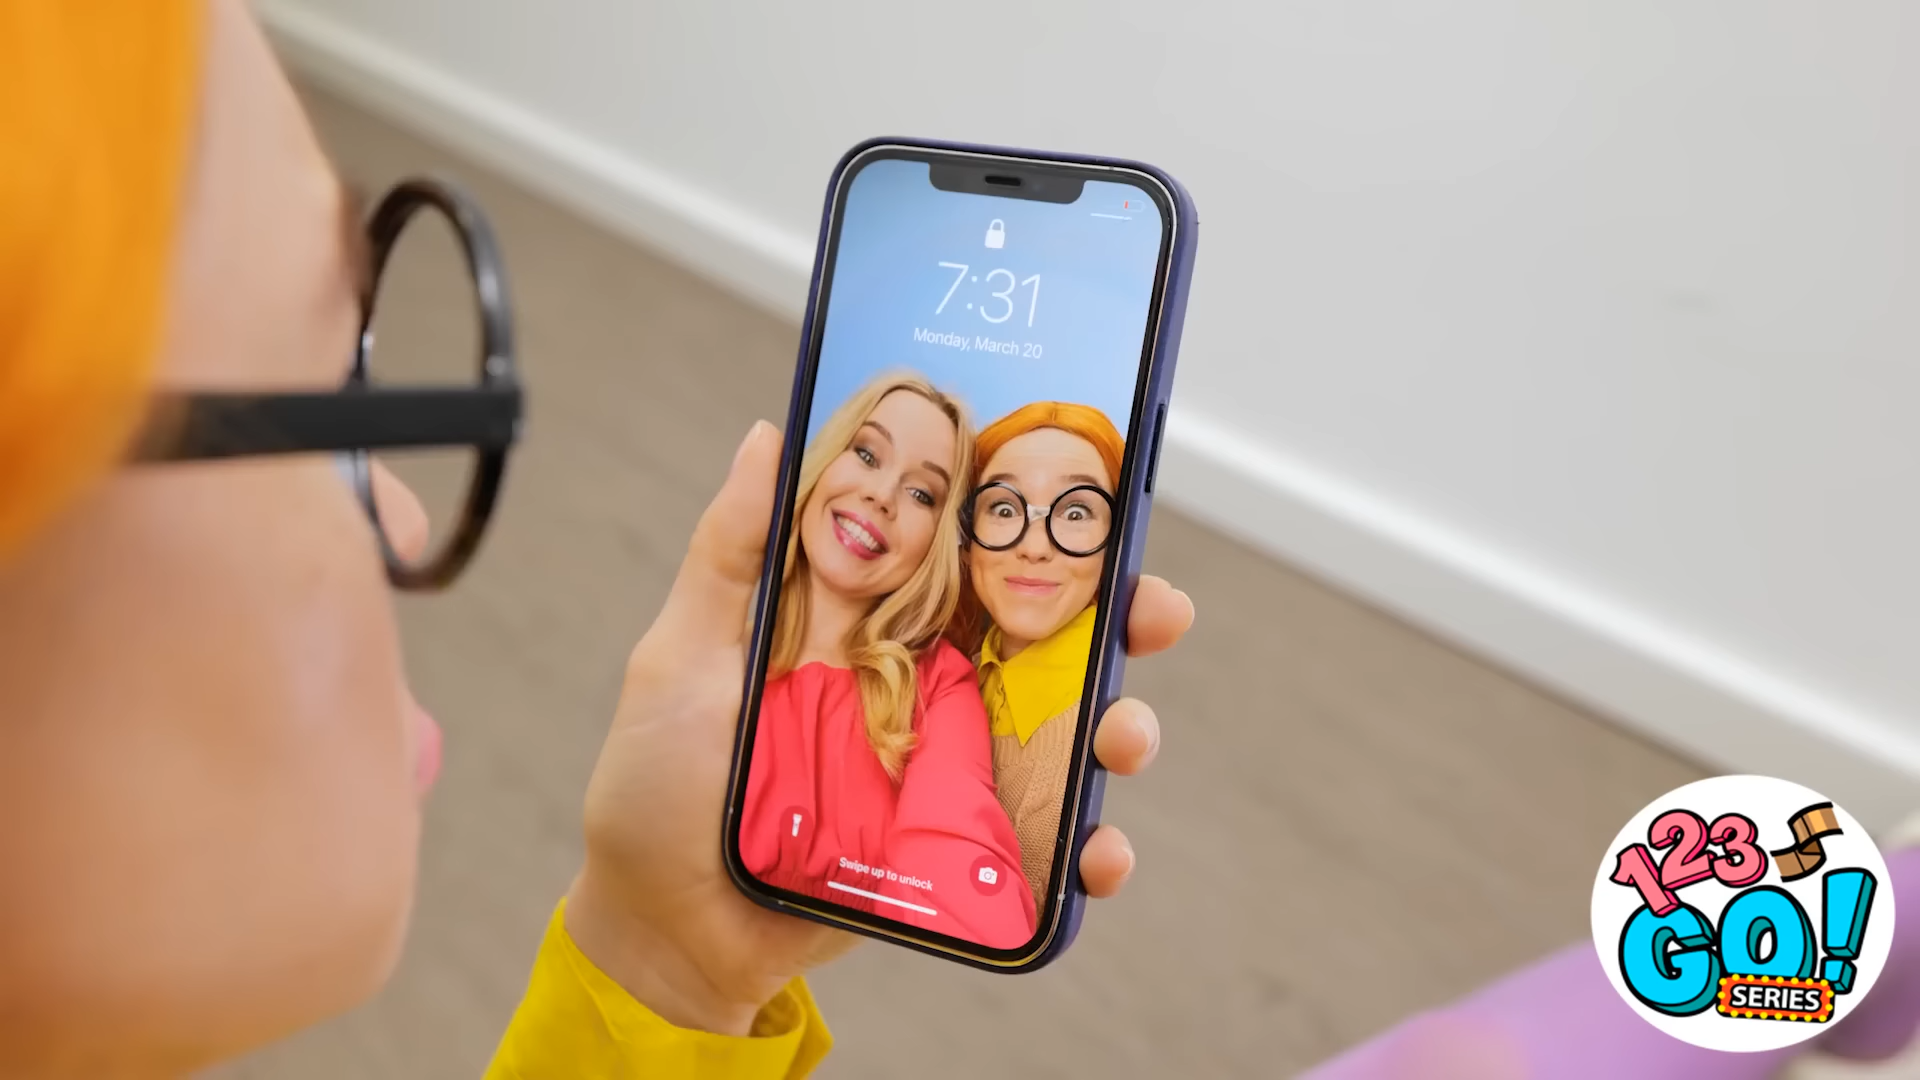 7:31
Monday, March 20
Swipe up to unlock
123
GO!
SERIES